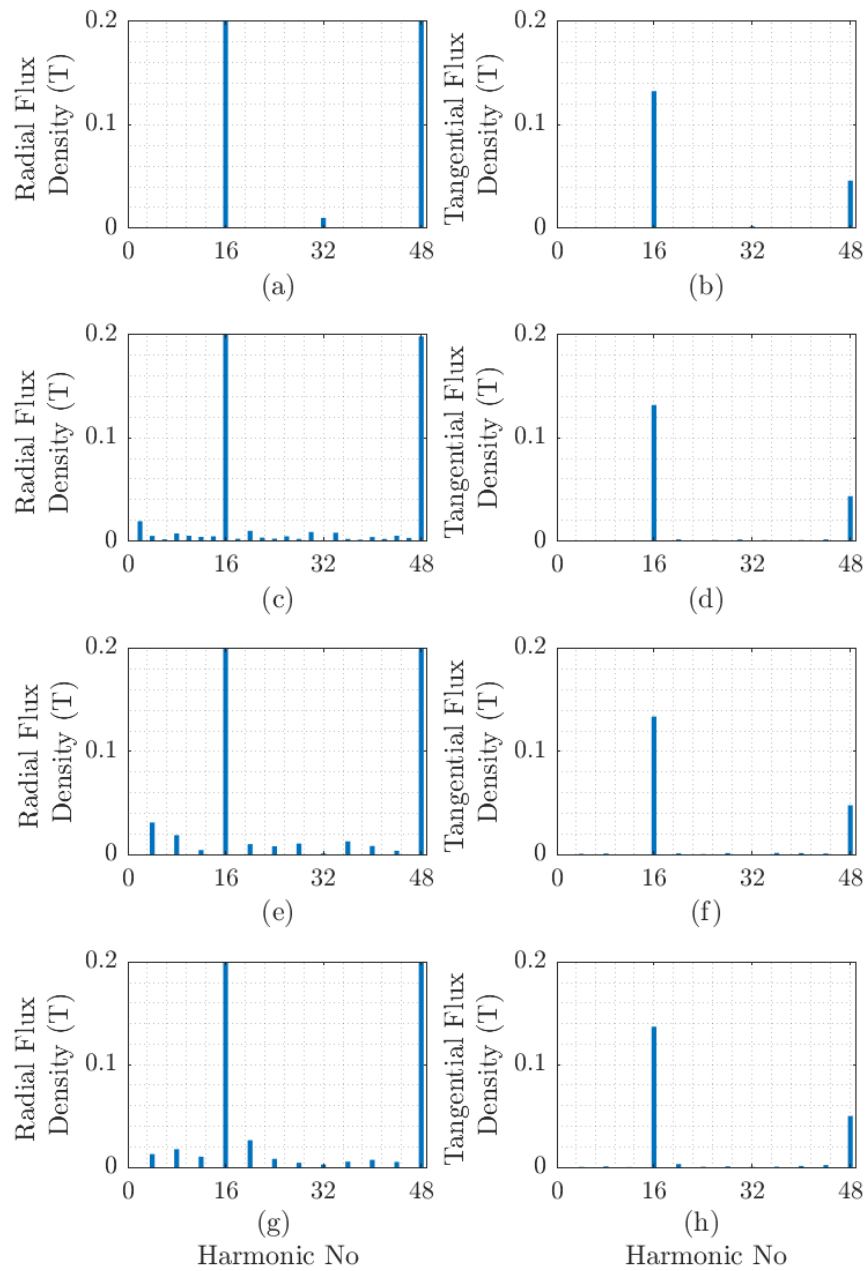 Radial Flux
Density (T)
0.2
0.1
0
0 16 32 48
(a)
Tangential Flux
Density (T)
0.2
0.1
0
0 16 32 48
(b)
Radial Flux
Density (T)
0.2
0.1
0
0 16 32 48
(c)
Tangential Flux
Density (T)
0.2
0.1
0
0 16 32 48
(d)
Radial Flux
Density (T)
0.2
0.1
0
0 16 32 48
(e)
Tangential Flux
Density (T)
0.2
0.1
0
0 16 32 48
(f)
Radial Flux
Density (T)
0.2
0.1
0
0 16 32 48
(g)
Harmonic No
Tangential Flux
Density (T)
0.2
0.1
0
0 16 32 48
(h)
Harmonic No